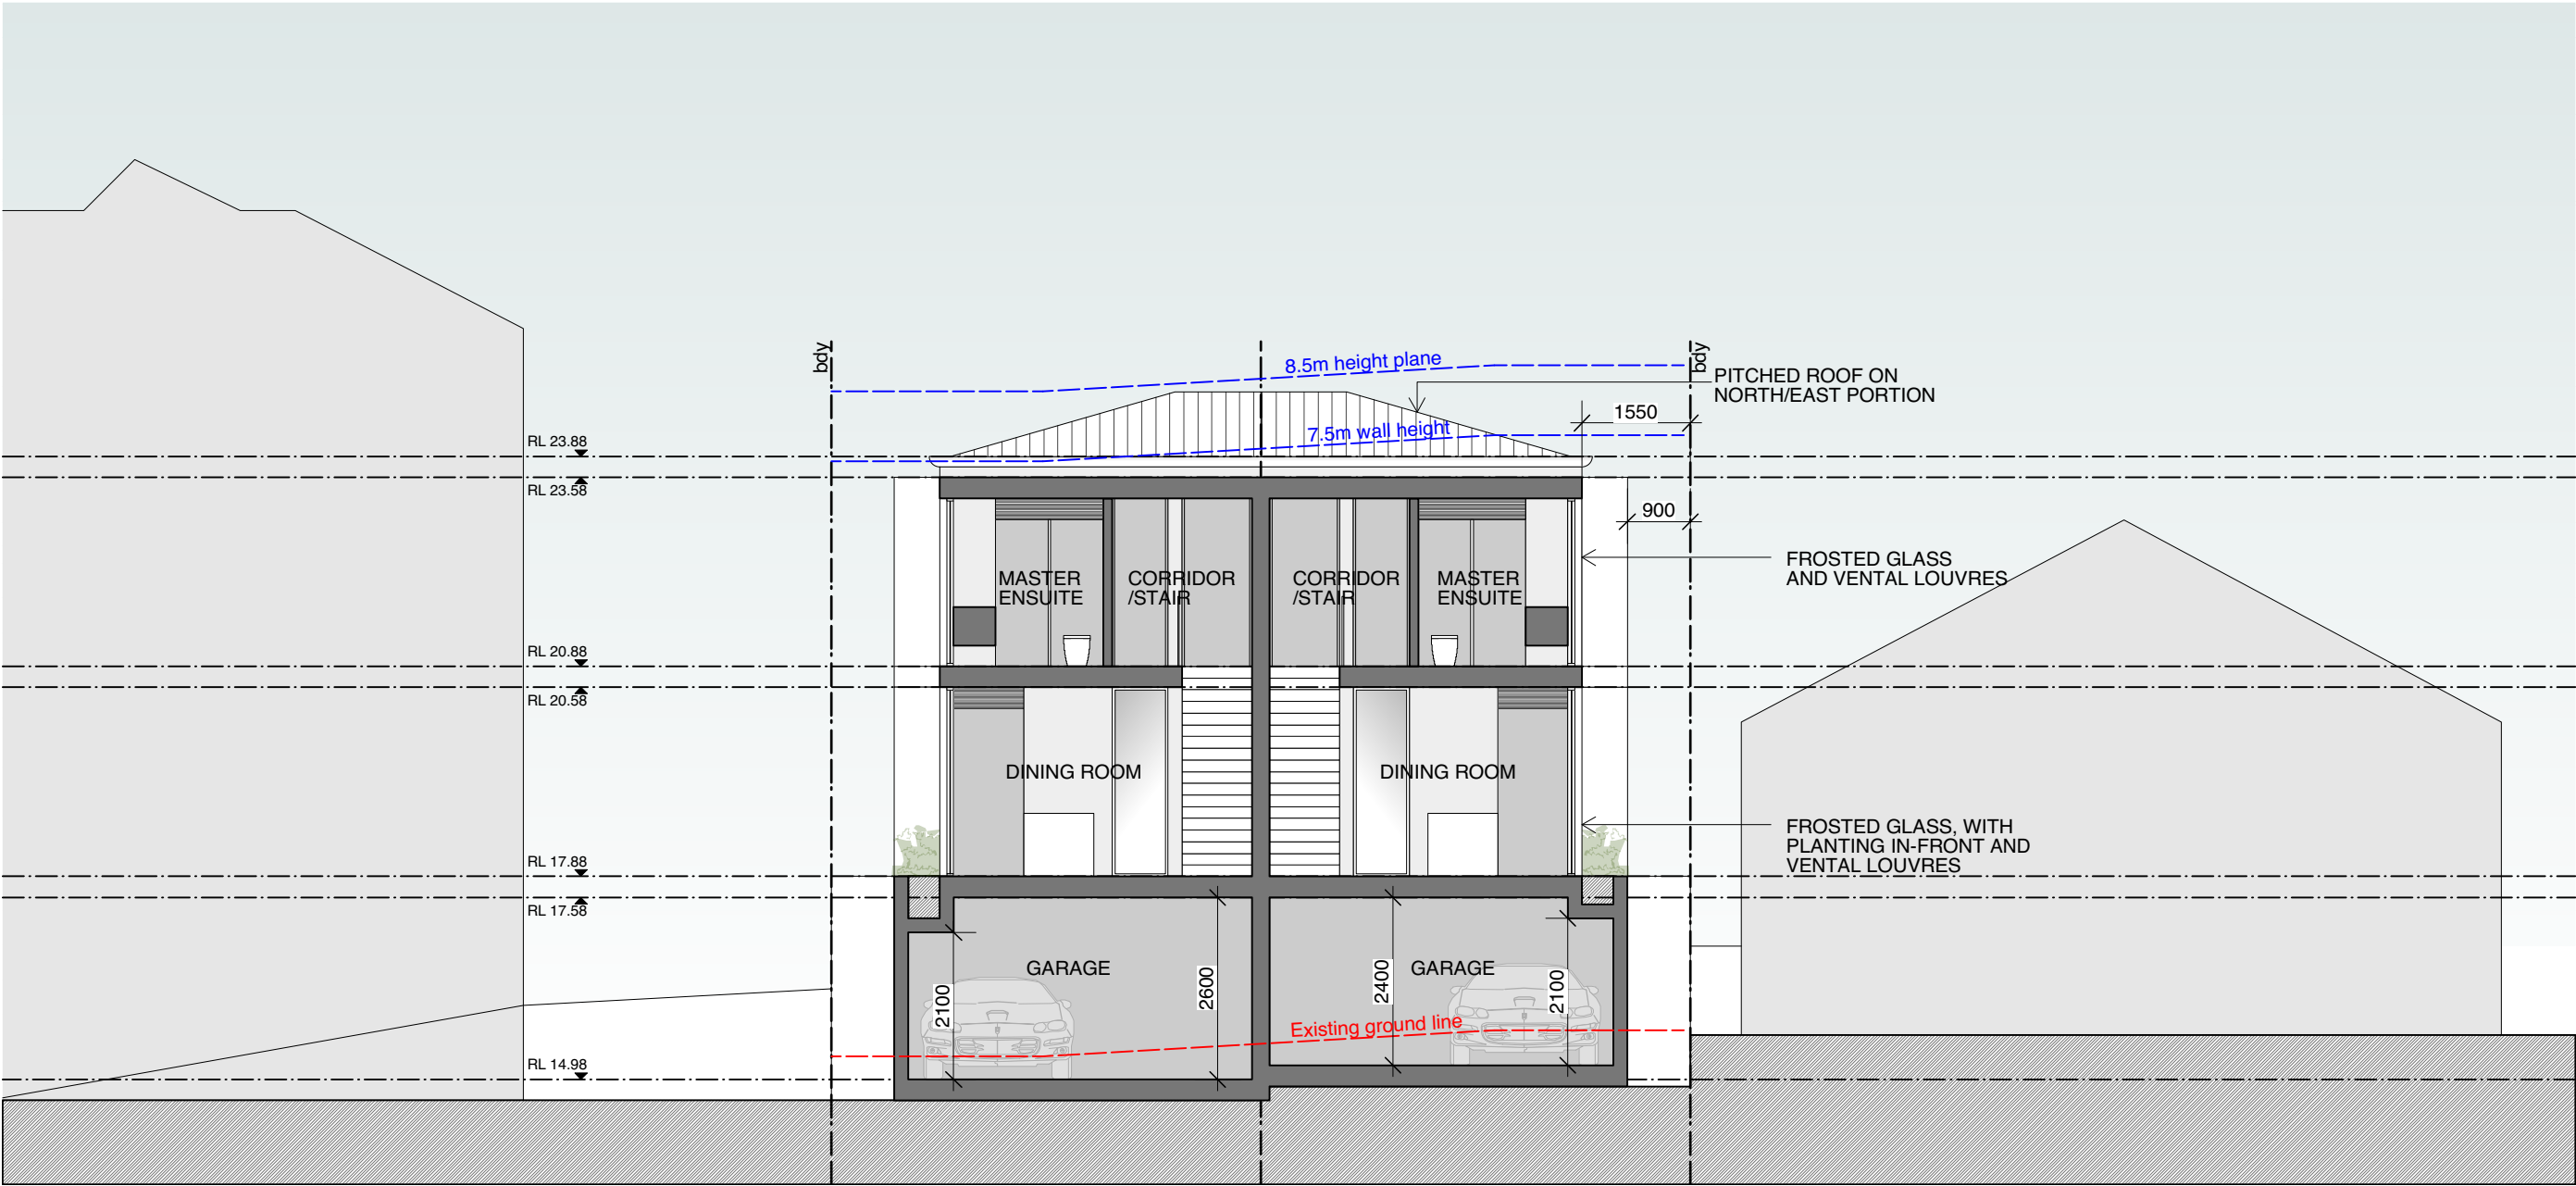 bdy
8.5m height plane
bdy
PITCHED ROOF ON
NORTH/EAST PORTION
1550
7.5m wall height
RL 23.88
RL 23.58
900
FROSTED GLASS
AND VENTAL LOUVRES
MASTER
ENSUITE
CORRIDOR
/STAIR
CORRIDOR
/STAIR
MASTER
ENSUITE
RL 20.88
RL 20.58
DINING ROOM
DINING ROOM
FROSTED GLASS, WITH
PLANTING IN-FRONT AND
VENTAL LOUVRES
RL 17.88
RL 17.58
GARAGE
GARAGE
2100
2600
2400
2100
Existing ground line
RL 14.98